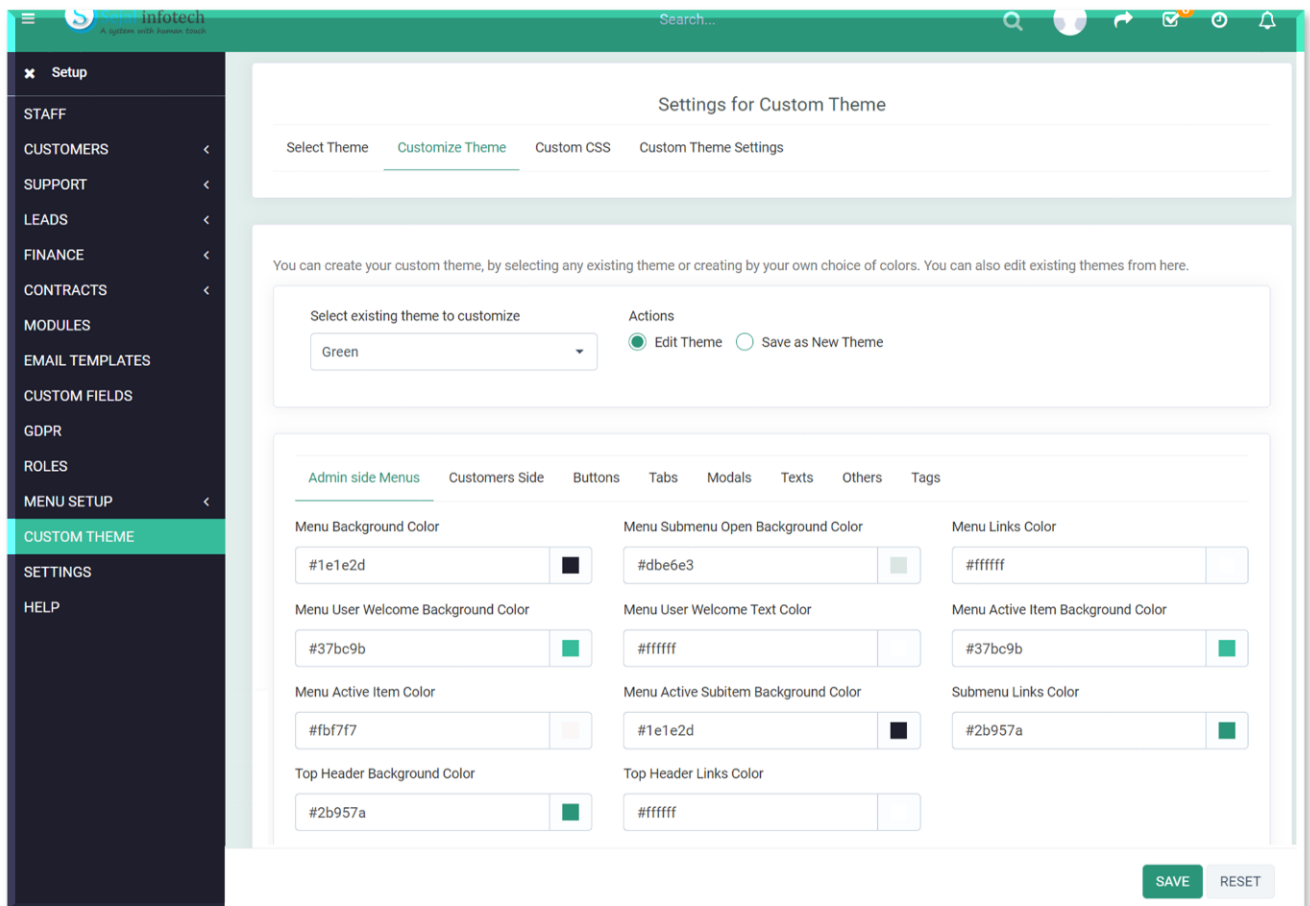 infotech
A system with human touch
Search...
0
Setup
STAFF
CUSTOMERS
SUPPORT
LEADS
FINANCE
CONTRACTS
MODULES
EMAIL TEMPLATES
CUSTOM FIELDS
GDPR
ROLES
MENU SETUP
CUSTOM THEME
SETTINGS
HELP
Settings for Custom Theme
Select Theme Customize Theme Custom CSS Custom Theme Settings
You can create your custom theme, by selecting any existing theme or creating by your own choice of colors. You can also edit existing themes from here.
Select existing theme to customize Actions
Green Edit Theme Save as New Theme
Admin side Menus Customers Side Buttons Tabs Modals Texts Others Tags
Menu Background Color Menu Submenu Open Background Color Menu Links Color
#1e1e2d #dbe6e3 #ffffff
Menu User Welcome Background Color Menu User Welcome Text Color Menu Active Item Background Color
#37bc9b #ffffff #37bc9b
Menu Active Item Color Menu Active Subitem Background Color Submenu Links Color
#fbf7f7 #1e1e2d #2b957a
Top Header Background Color Top Header Links Color
#2b957a #ffffff
SAVE RESET